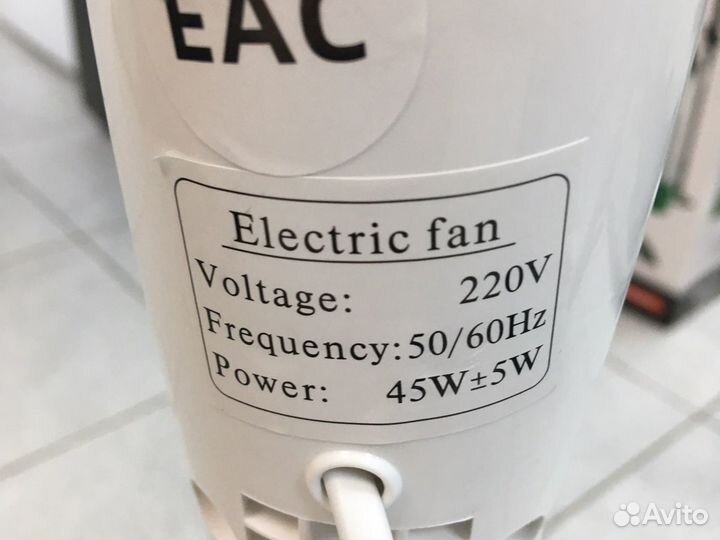 EAC
Electric fan
Voltage: 220V
Frequency:50/60Hz
Power: 45W±5W
Avito